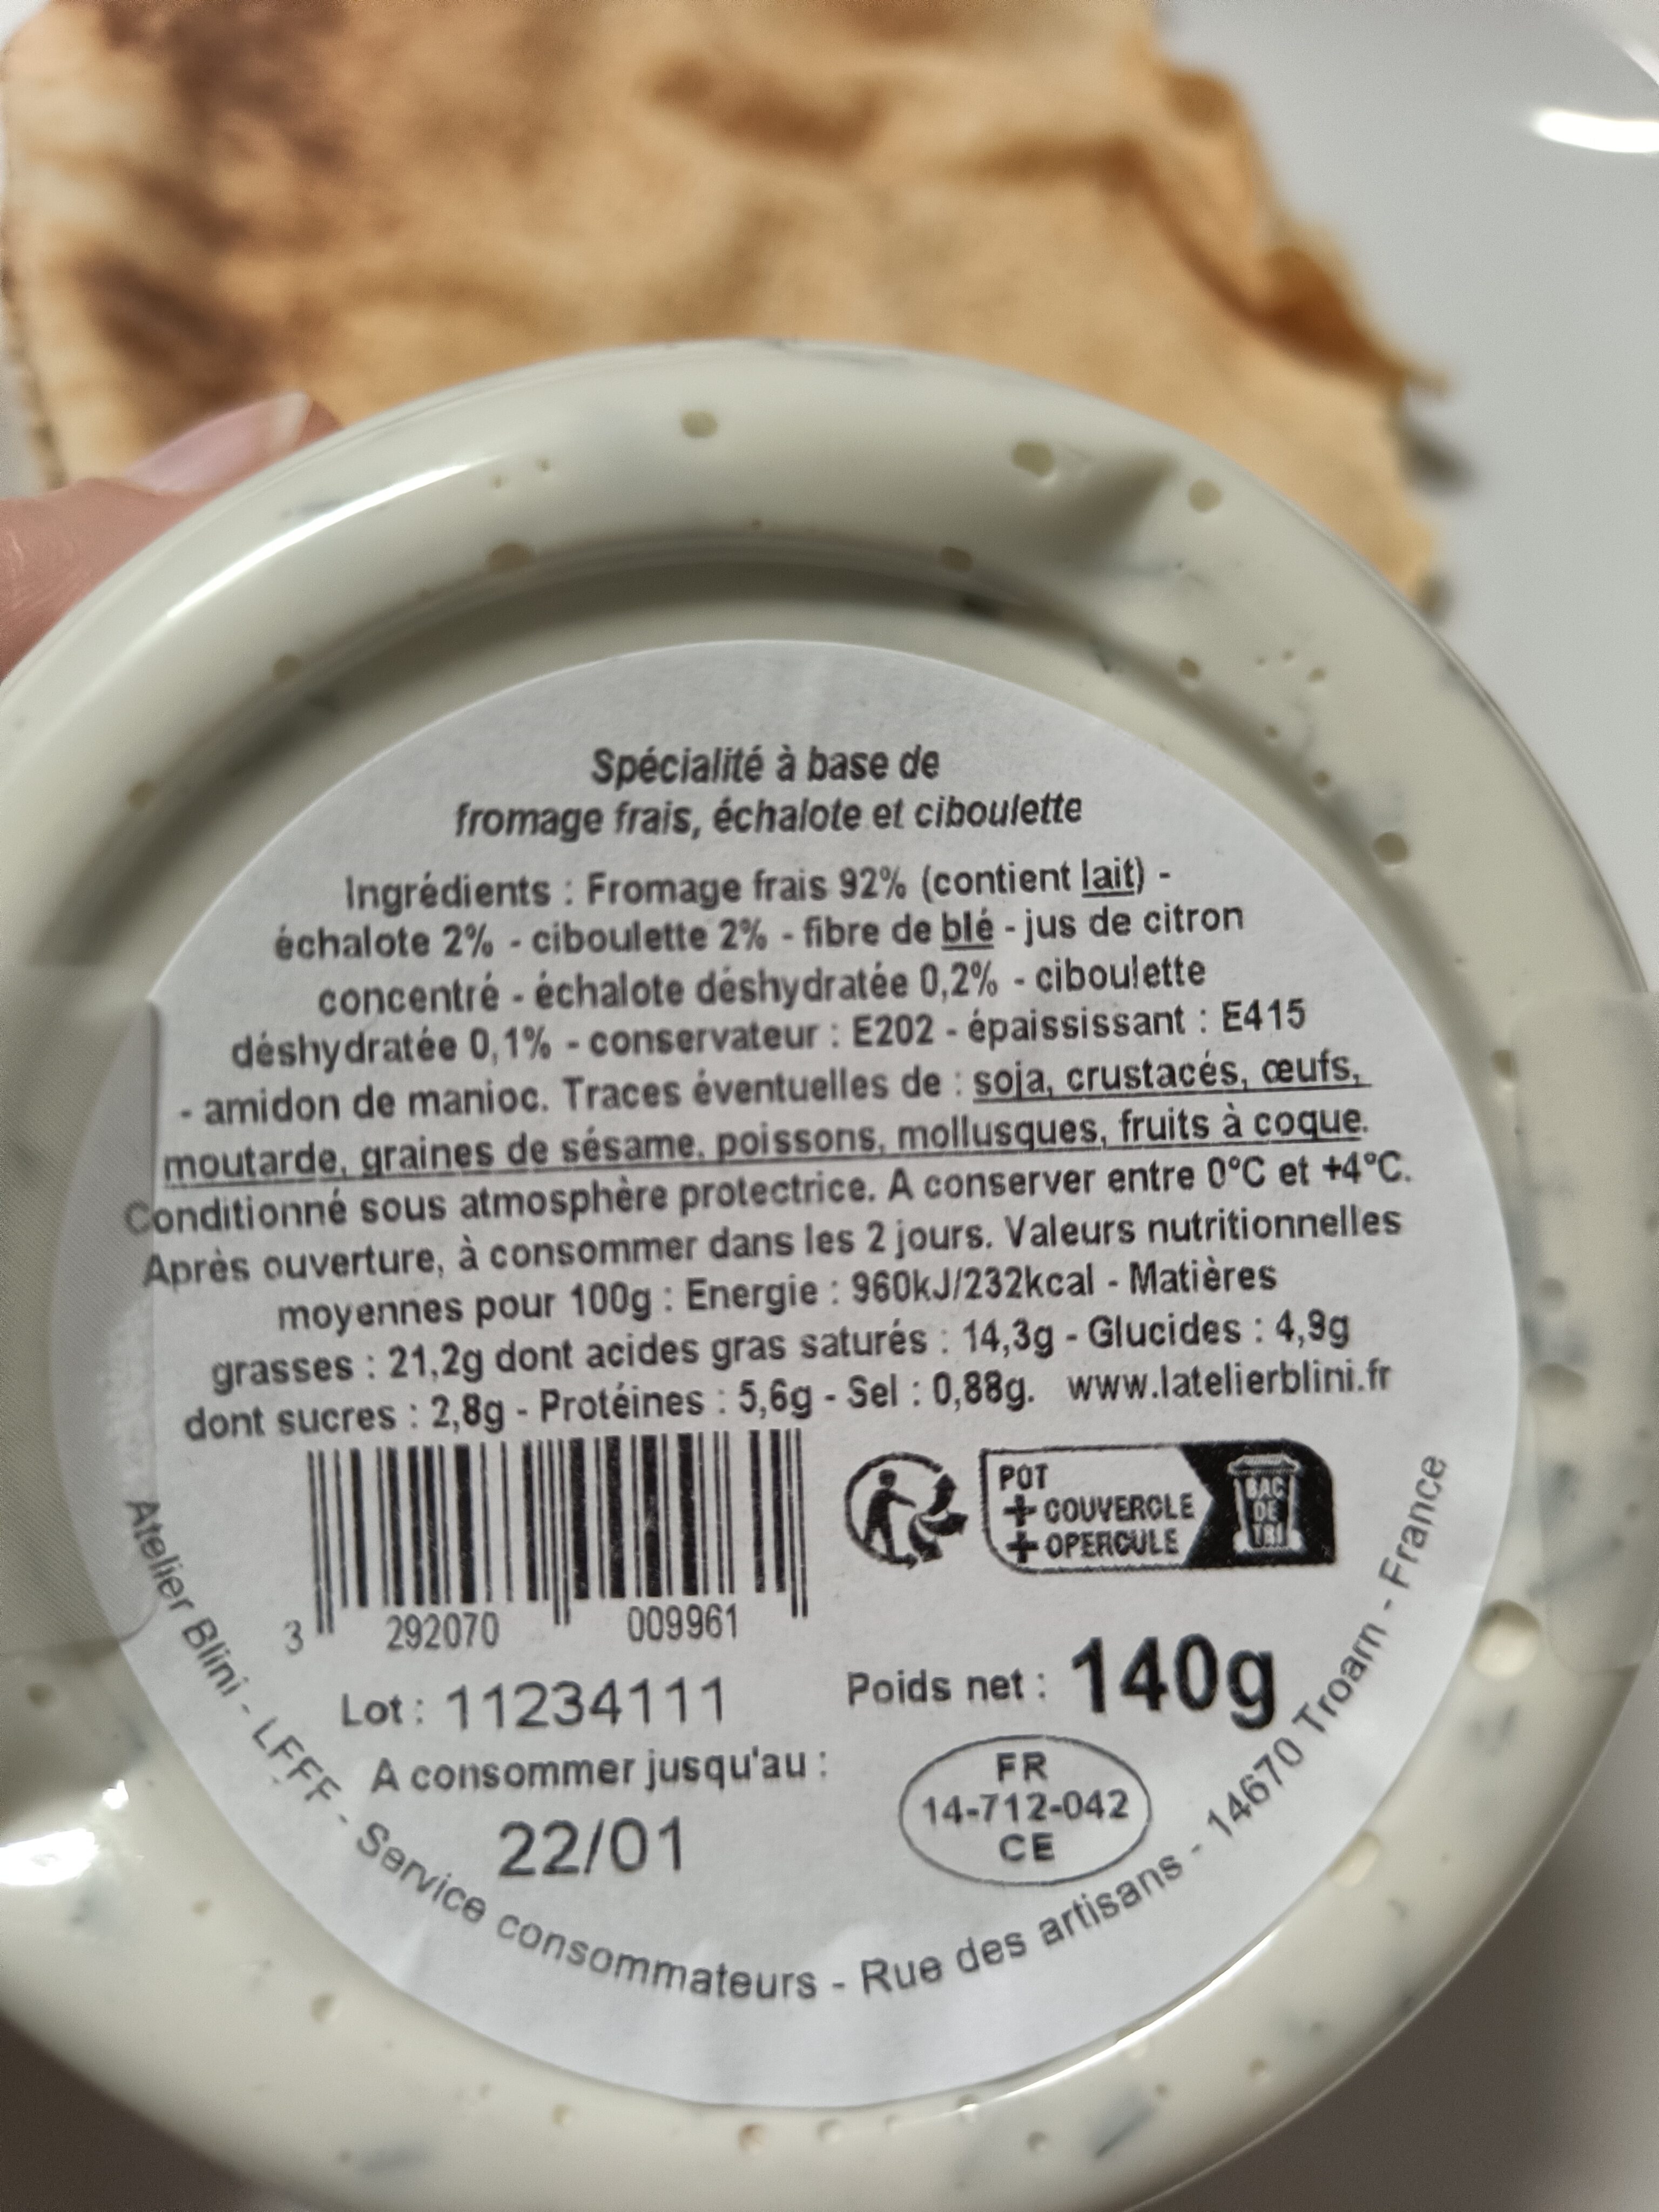 Spécialité à base de
fromage frais, échalote et ciboulette
Ingrédients : Fromage frais 92% (contient lait) -
échalote 2% - ciboulette 2% - fibre de blé - jus de citron
concentré - échalote déshydratée 0,2% - ciboulette
déshydratée 0,1% - conservateur : E202 - épaississant : E415
- amidon de manioc. Traces éventuelles de : soja, crustacés, œufs,
moutarde, graines de sésame, poissons, mollusques, fruits à coque.
Conditionné sous atmosphère protectrice. A conserver entre 0°C et +4°C.
Après ouverture, à consommer dans les 2 jours. Valeurs nutritionnelles
moyennes pour 100g : Energie : 960kJ/232kcal - Matières
grasses : 21,2g dont acides gras saturés : 14,3g - Glucides : 4,9g
dont sucres : 2,8g - Protéines : 5,6g - Sel : 0,88g. www.latelierblini.fr
POT
+ COUVERCLE
+ OPERCULE
BAC
DE
TRI
3 292070 009961
Lot : 11234111
Poids net : 140g
A consommer jusqu'au :
22/01
FR
14-712-042
CE
Atelier Blini - LFFF - Service consommateurs - Rue des artisans - 14670 Troarn - France